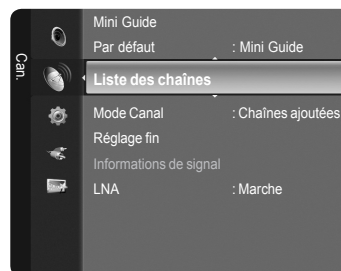 Can.
Mini Guide
Par défaut : Mini Guide
Liste des chaînes
Mode Canal : Chaînes ajoutées
Réglage fin
Informations de signal
LNA : Marche